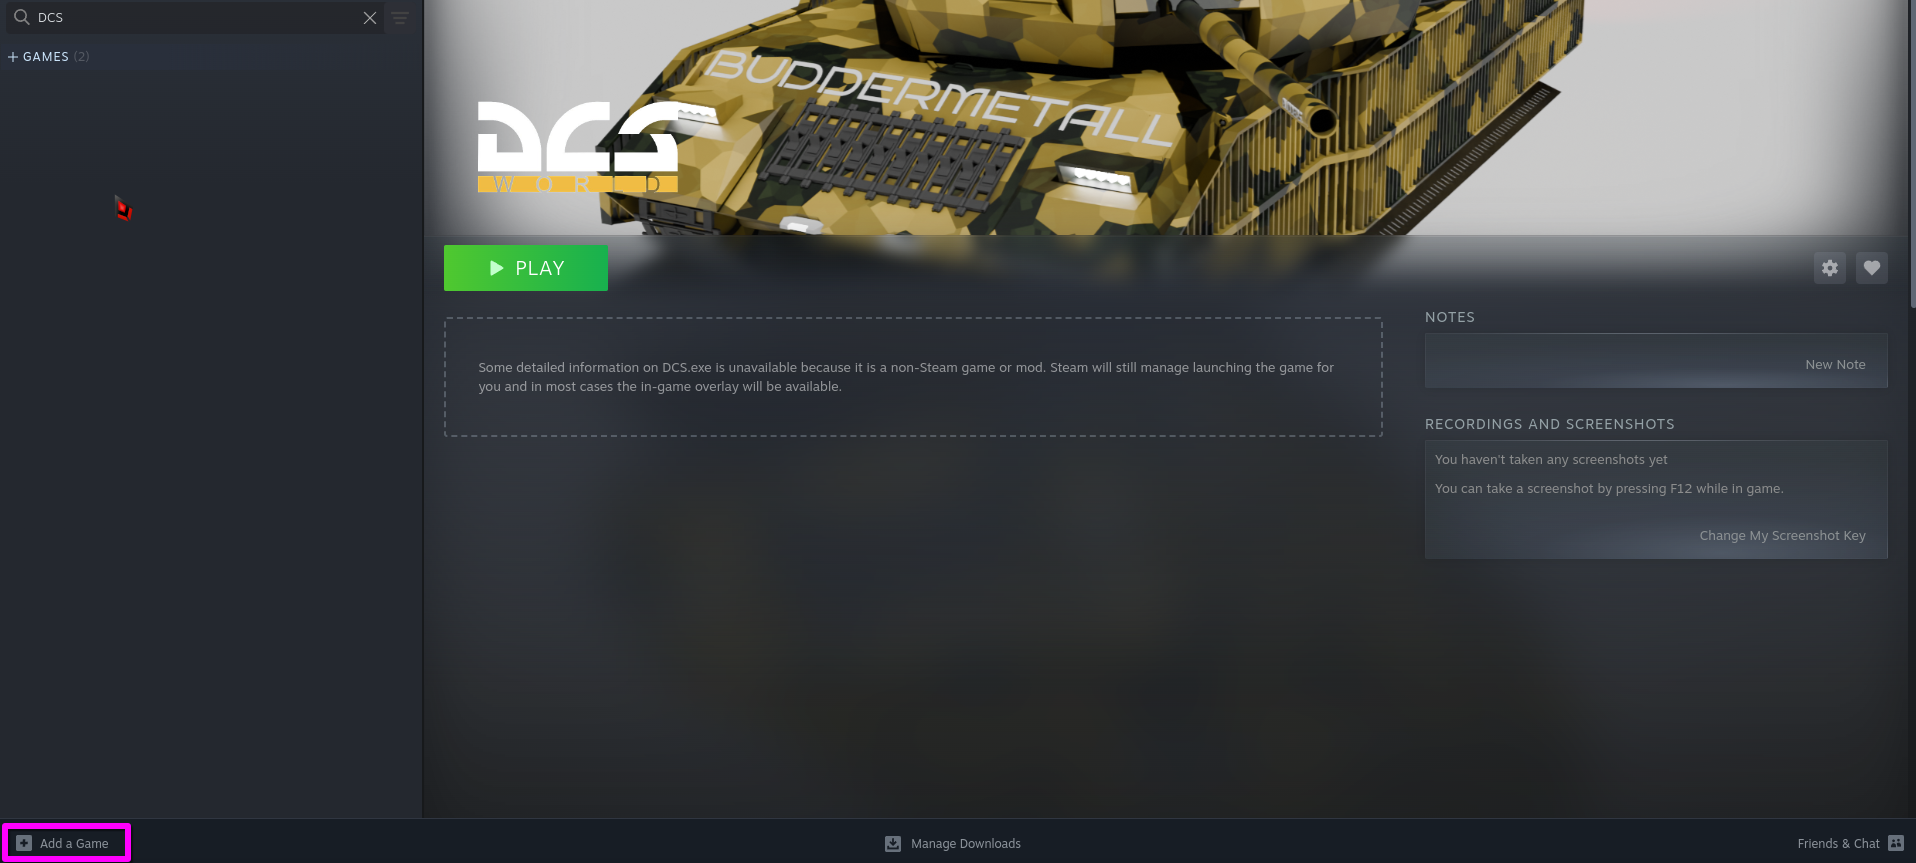 DCS
GAMES (2)
BUDDERMETALL
DCS
WORLD
PLAY
Some detailed information on DCS.exe is unavailable because it is a non-Steam game or mod. Steam will still manage launching the game for
you and in most cases the in-game overlay will be available.
NOTES
New Note
RECORDINGS AND SCREENSHOTS
You haven't taken any screenshots yet
You can take a screenshot by pressing F12 while in game.
Change My Screenshot Key
Add a Game
Manage Downloads
Friends & Chat